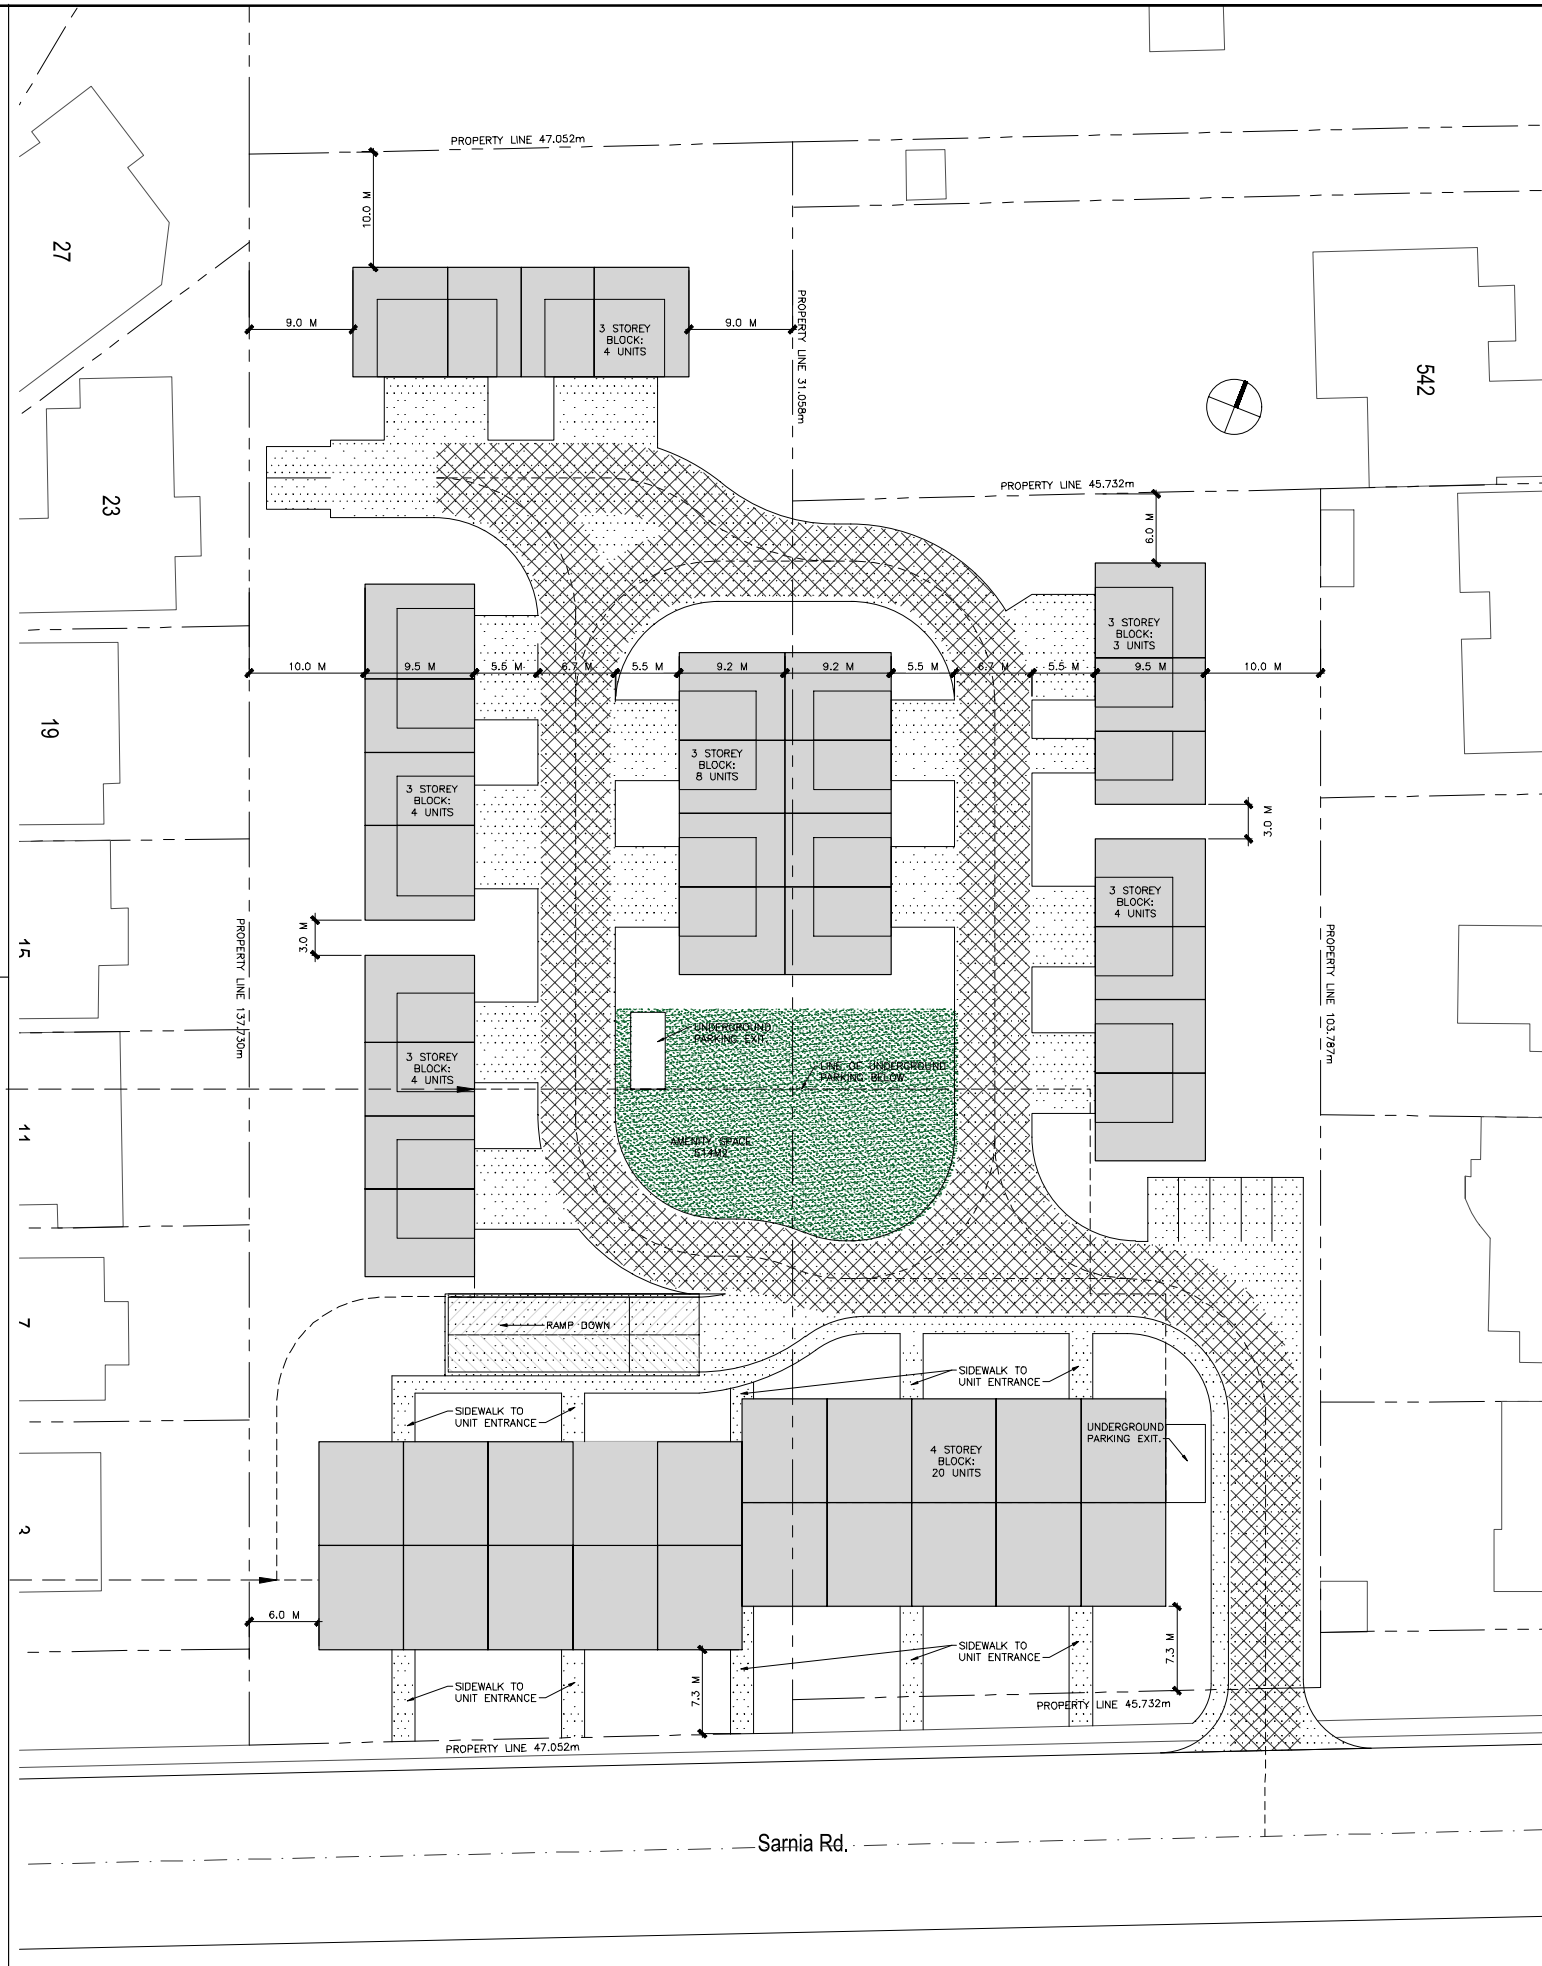 PROPERTY LINE 47.052m
10.0 M
27
9.0 M
3 STOREY
BLOCK:
4 UNITS
9.0 M
PROPERTY LINE 31.058m
542
23
PROPERTY LINE 45.732m
6.0 M
3 STOREY
BLOCK:
3 UNITS
10.0 M
9.5 M
5.5 M
6.7 M
5.5 M
9.2 M
9.2 M
5.5 M
6.7 M
5.5 M
9.5 M
10.0 M
19
3 STOREY
BLOCK:
8 UNITS
3 STOREY
BLOCK:
4 UNITS
3.0 M
3 STOREY
BLOCK:
4 UNITS
15
3.0 M
PROPERTY LINE 137.730m
PROPERTY LINE 103.787m
UNDERGROUND
PARKING EXIT
3 STOREY
BLOCK:
4 UNITS
LINE OF UNDERGROUND
PARKING BELOW
11
AMENITY SPACE
514M2
7
RAMP DOWN
SIDEWALK TO
UNIT ENTRANCE
SIDEWALK TO
UNIT ENTRANCE
UNDERGROUND
PARKING EXIT.
4 STOREY
BLOCK:
20 UNITS
3
6.0 M
SIDEWALK TO
UNIT ENTRANCE
7.3 M
SIDEWALK TO
UNIT ENTRANCE
7.3 M
PROPERTY LINE 45.732m
PROPERTY LINE 47.052m
Sarnia Rd.